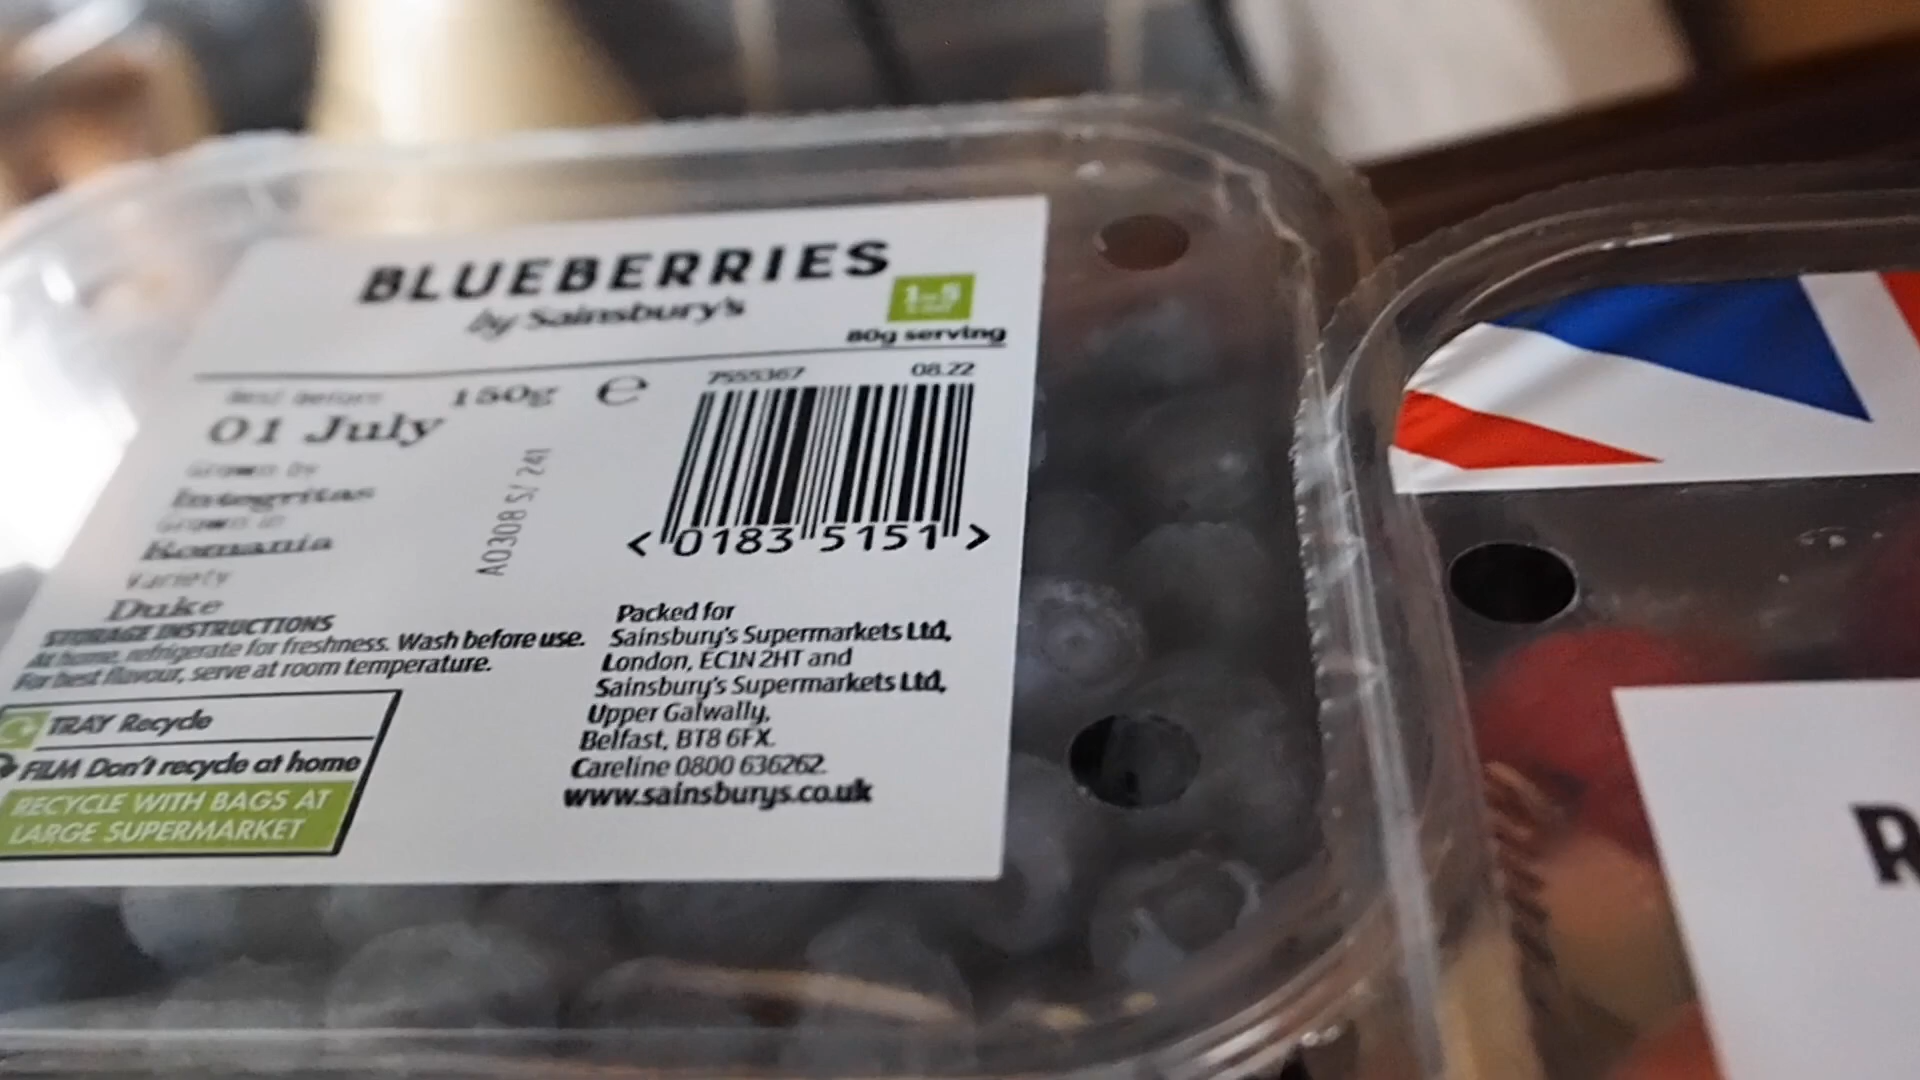 BLUEBERRIES
by Sainsbury's
1-5
80g serving
Best before
150g e
7555367 08.22
01 July
Grown by
Integritas
Grown in
Romania
Variety
Duke
A0308 S/ 241
<0183 5151>
STORAGE INSTRUCTIONS
At home, refrigerate for freshness. Wash before use.
For best flavour, serve at room temperature.
TRAY Recycle
FILM Don't recycle at home
RECYCLE WITH BAGS AT
LARGE SUPERMARKET
Packed for
Sainsbury's Supermarkets Ltd,
London, EC1N 2HT and
Sainsbury's Supermarkets Ltd,
Upper Galwally,
Belfast, BT8 6FX.
Careline 0800 636262.
www.sainsburys.co.uk
R